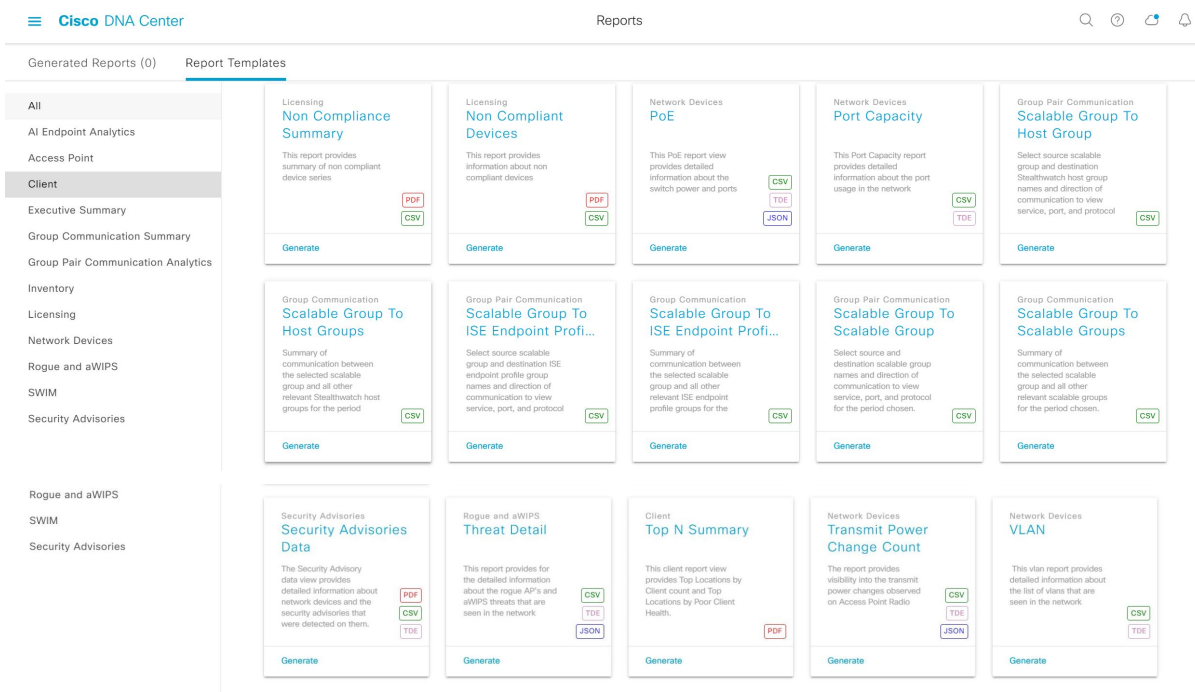 Cisco DNA Center
Reports
Generated Reports (0)
Report Templates
All
AI Endpoint Analytics
Access Point
Client
Executive Summary
Group Communication Summary
Group Pair Communication Analytics
Inventory
Licensing
Network Devices
Rogue and aWIPS
SWIM
Security Advisories
Licensing
Non Compliance
Summary
This report provides
summary of non compliant
device series
PDF
CSV
Generate
Licensing
Non Compliant
Devices
This report provides
information about non
compliant devices
PDF
CSV
Generate
Network Devices
PoE
This PoE report view
provides detailed
information about the
switch power and ports
CSV
TDE
JSON
Generate
Network Devices
Port Capacity
This Port Capacity report
provides detailed
information about the port
usage in the network
CSV
TDE
Generate
Group Pair Communication
Scalable Group To
Host Group
Select source scalable
group and destination
Stealthwatch host group
names and direction of
communication to view
service, port, and protocol
CSV
Generate
Group Communication
Scalable Group To
Host Groups
Summary of
communication between
the selected scalable
group and all other
relevant Stealthwatch host
groups for the period
CSV
Generate
Group Pair Communication
Scalable Group To
ISE Endpoint Profi...
Select source scalable
group and destination ISE
endpoint profile group
names and direction of
communication to view
service, port, and protocol
CSV
Generate
Group Communication
Scalable Group To
ISE Endpoint Profi...
Summary of
communication between
the selected scalable
group and all other
relevant ISE endpoint
profile groups for the
CSV
Generate
Group Pair Communication
Scalable Group To
Scalable Group
Select source and
destination scalable group
names and direction of
communication to view
service, port, and protocol
for the period chosen.
CSV
Generate
Group Communication
Scalable Group To
Scalable Groups
Summary of
communication between
the selected scalable
group and all other
relevant scalable groups
for the period chosen.
CSV
Generate
Rogue and aWIPS
SWIM
Security Advisories
Security Advisories
Security Advisories
Data
The Security Advisory
data view provides
detailed information about
network devices and the
security advisories that
were detected on them.
PDF
CSV
TDE
Generate
Rogue and aWIPS
Threat Detail
This report provides for
the detailed information
about the rogue AP's and
aWIPS threats that are
seen in the network
CSV
TDE
JSON
Generate
Client
Top N Summary
This client report view
provides Top Locations by
Client count and Top
Locations by Poor Client
Health.
PDF
Generate
Network Devices
Transmit Power
Change Count
The report provides
visibility into the transmit
power changes observed
on Access Point Radio
CSV
TDE
JSON
Generate
Network Devices
VLAN
This vlan report provides
detailed information about
the list of vlans that are
seen in the network
CSV
TDE
Generate